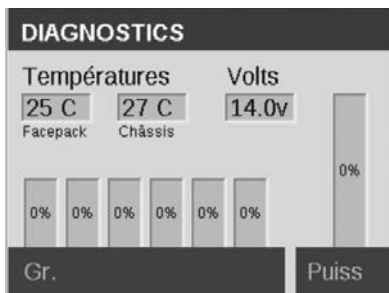 DIAGNOSTICS
Températures Volts
25 C 27 C 14.0v
Facepack Châssis
0%
0% 0% 0% 0% 0% 0%
Gr. Puiss